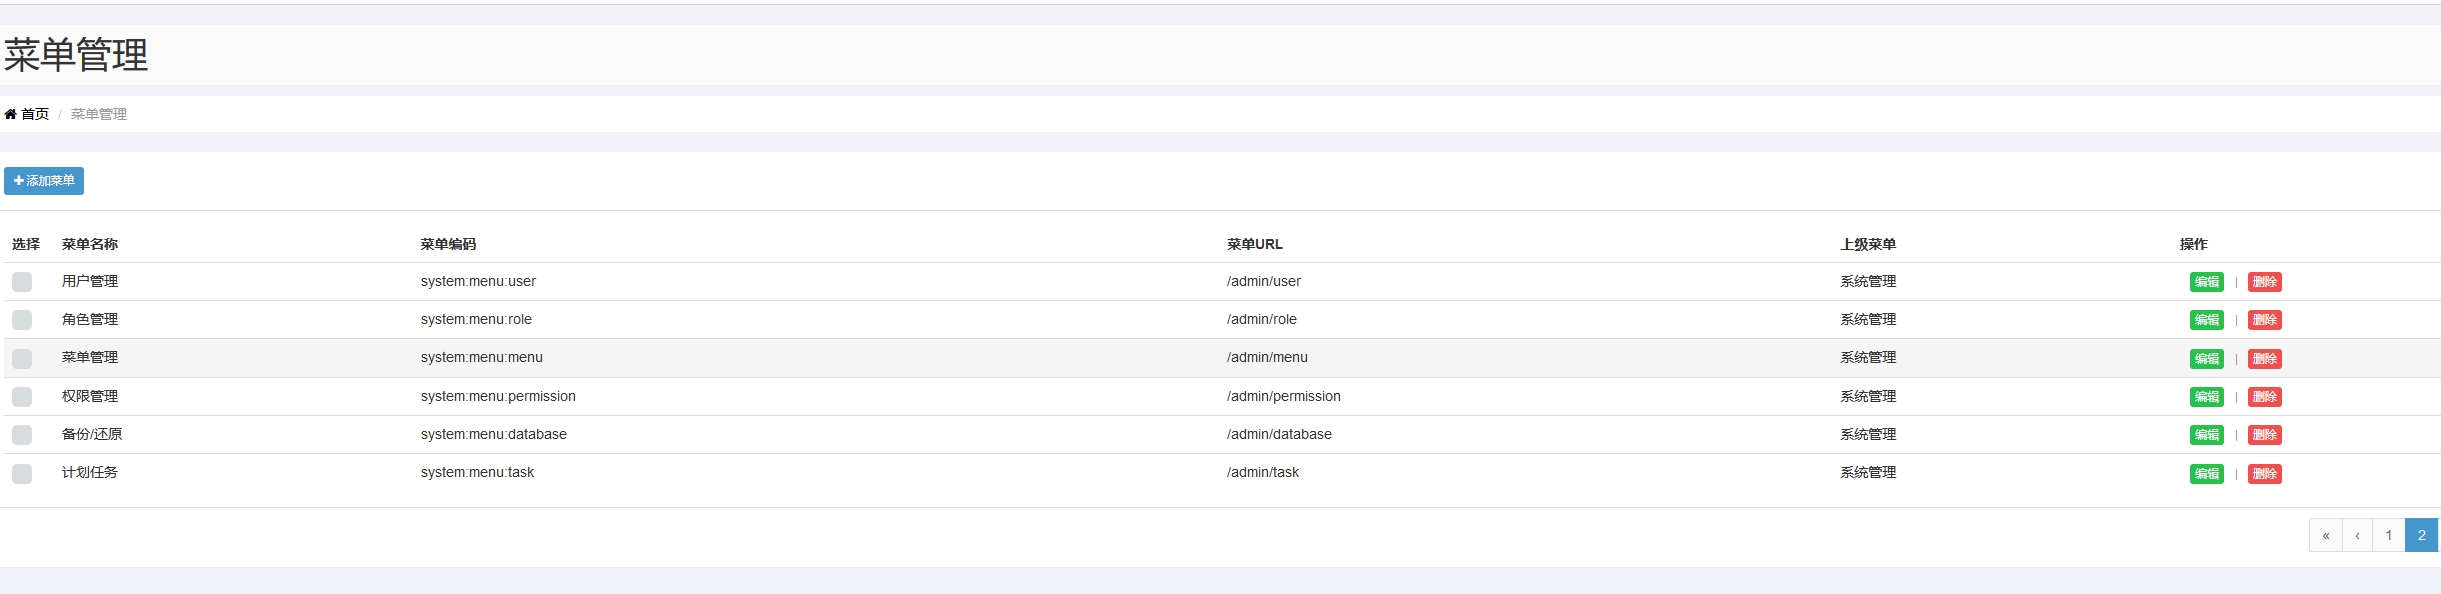 菜单管理
首页 / 菜单管理
添加菜单
选择 菜单名称 菜单编码 菜单URL 上级菜单 操作
用户管理 system:menu:user /admin/user 系统管理 编辑 | 删除
角色管理 system:menu:role /admin/role 系统管理 编辑 | 删除
菜单管理 system:menu:menu /admin/menu 系统管理 编辑 | 删除
权限管理 system:menu:permission /admin/permission 系统管理 编辑 | 删除
备份/还原 system:menu:database /admin/database 系统管理 编辑 | 删除
计划任务 system:menu:task /admin/task 系统管理 编辑 | 删除
« ‹ 1 2